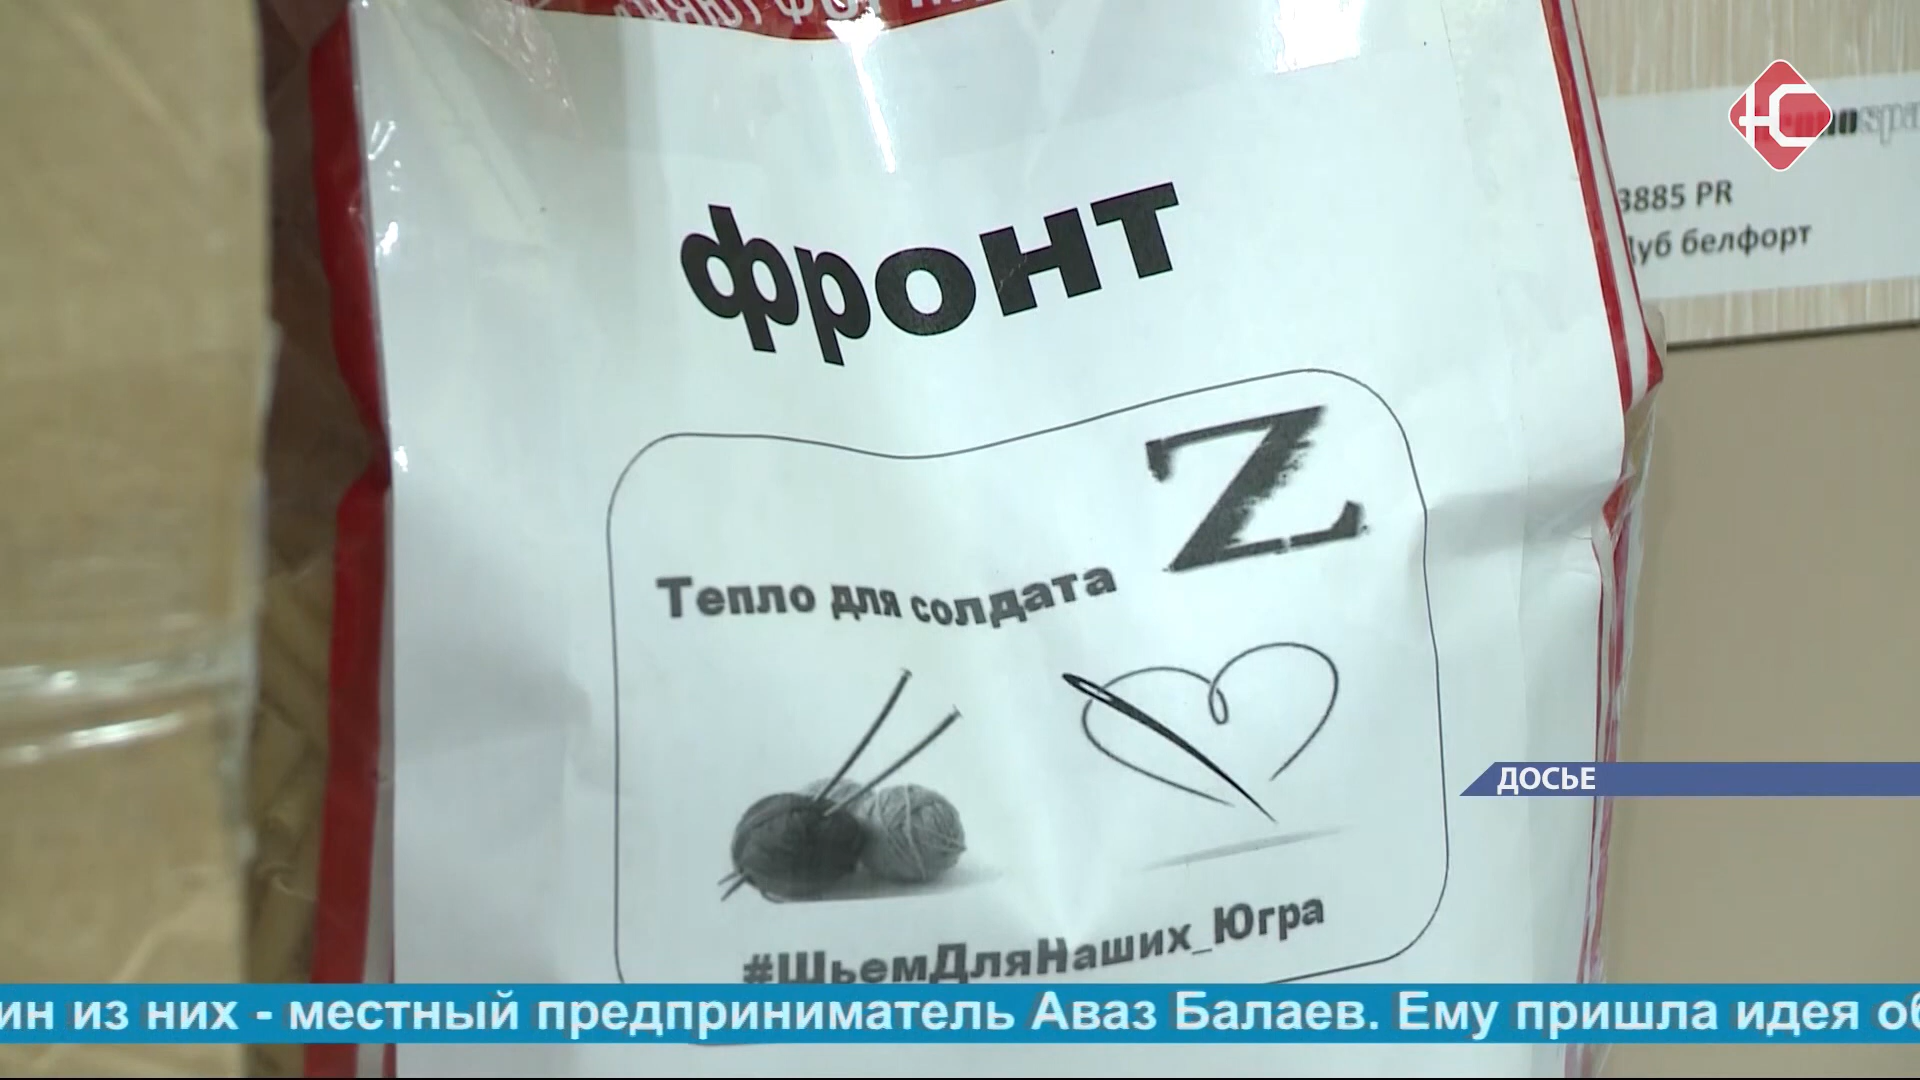 фронт
Z
Тепло для солдата
#ШьемДляНаших_Югра
3885 PR
Дуб белфорт
ДОСЬЕ
ин из них - местный предприниматель Аваз Балаев. Ему пришла идея об